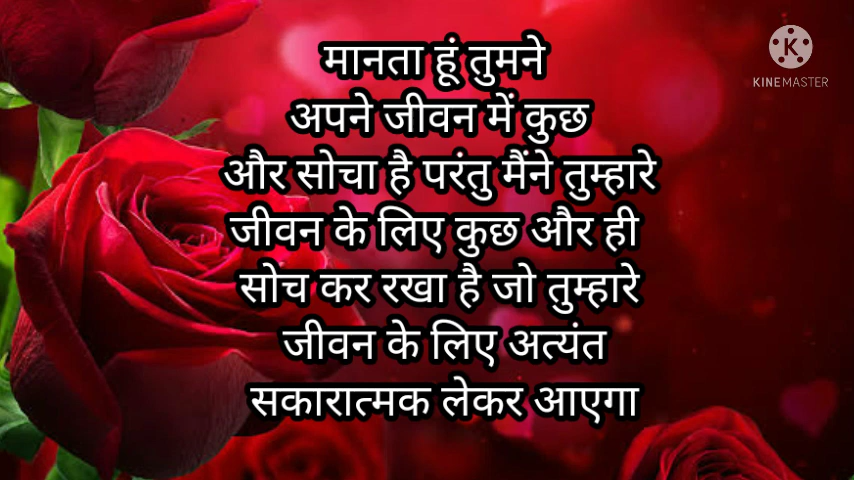 मानता हूं तुमने
अपने जीवन में कुछ
और सोचा है परंतु मैंने तुम्हारे
जीवन के लिए कुछ और ही
सोच कर रखा है जो तुम्हारे
जीवन के लिए अत्यंत
सकारात्मक लेकर आएगा
K
KINEMASTER